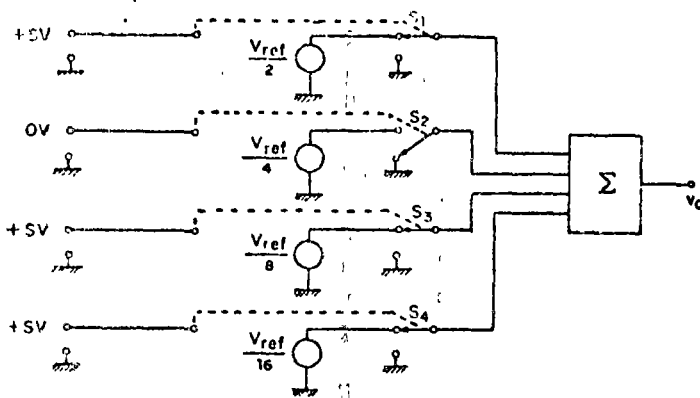 +5V
S1
Vref
2
0V
S2
Vref
4
Σ
vo
+5V
S3
Vref
8
+5V
S4
Vref
16